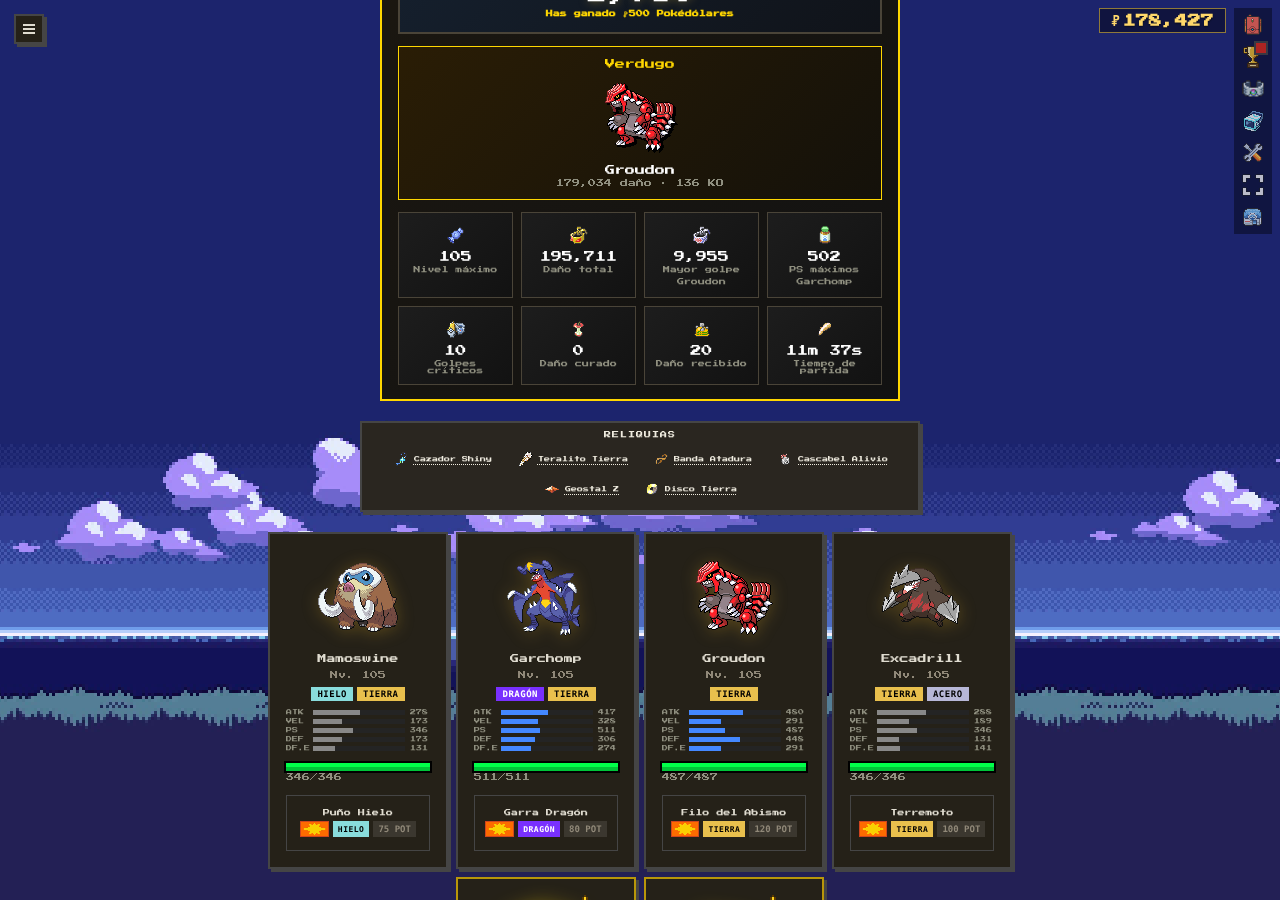 Has ganado ₽500 Pokédólares
₽178,427
Verdugo
Groudon
179,034 daño · 136 KO
105
Nivel máximo
195,711
Daño total
9,955
Mayor golpe
Groudon
502
PS máximos
Garchomp
10
Golpes
críticos
0
Daño curado
20
Daño recibido
11m 37s
Tiempo de
partida
RELIQUIAS
Cazador Shiny
Teralito Tierra
Banda Atadura
Cascabel Alivio
Geostal Z
Disco Tierra
Mamoswine
Nv. 105
HIELO TIERRA
ATK 278
VEL 173
PS 346
DEF 173
DF.E 131
346/346
Puño Hielo
HIELO 75 POT
Garchomp
Nv. 105
DRAGÓN TIERRA
ATK 417
VEL 328
PS 511
DEF 306
DF.E 274
511/511
Garra Dragón
DRAGÓN 80 POT
Groudon
Nv. 105
TIERRA
ATK 480
VEL 291
PS 487
DEF 448
DF.E 291
487/487
Filo del Abismo
TIERRA 120 POT
Excadrill
Nv. 105
TIERRA ACERO
ATK 288
VEL 189
PS 346
DEF 131
DF.E 141
346/346
Terremoto
TIERRA 100 POT